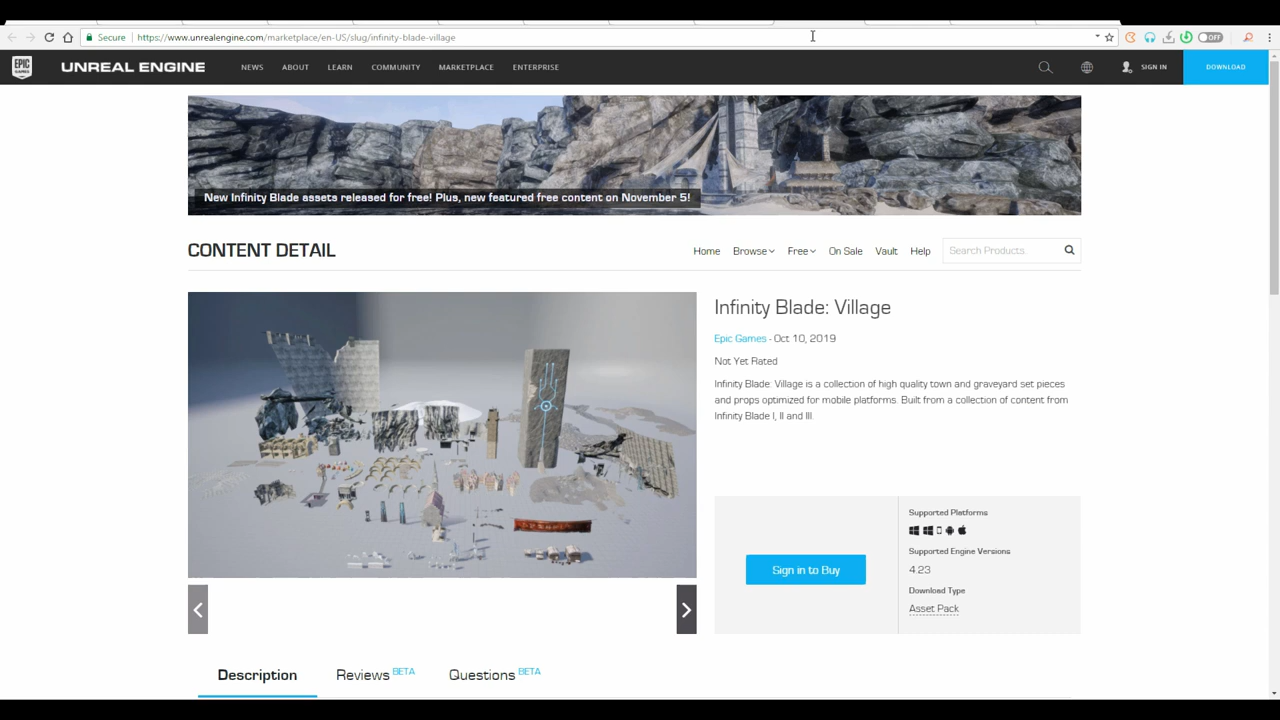 Secure https://www.unrealengine.com/marketplace/en-US/slug/infinity-blade-village
OFF
EPIC GAMES
UNREAL ENGINE
NEWS ABOUT LEARN COMMUNITY MARKETPLACE ENTERPRISE
SIGN IN
DOWNLOAD
New Infinity Blade assets released for free! Plus, new featured free content on November 5!
CONTENT DETAIL
Home Browse Free On Sale Vault Help
Search Products.
Infinity Blade: Village
Epic Games - Oct 10, 2019
Not Yet Rated
Infinity Blade: Village is a collection of high quality town and graveyard set pieces
and props optimized for mobile platforms. Built from a collection of content from
Infinity Blade I, II and III.
Sign in to Buy
Supported Platforms
Supported Engine Versions
4.23
Download Type
Asset Pack
Description Reviews BETA Questions BETA